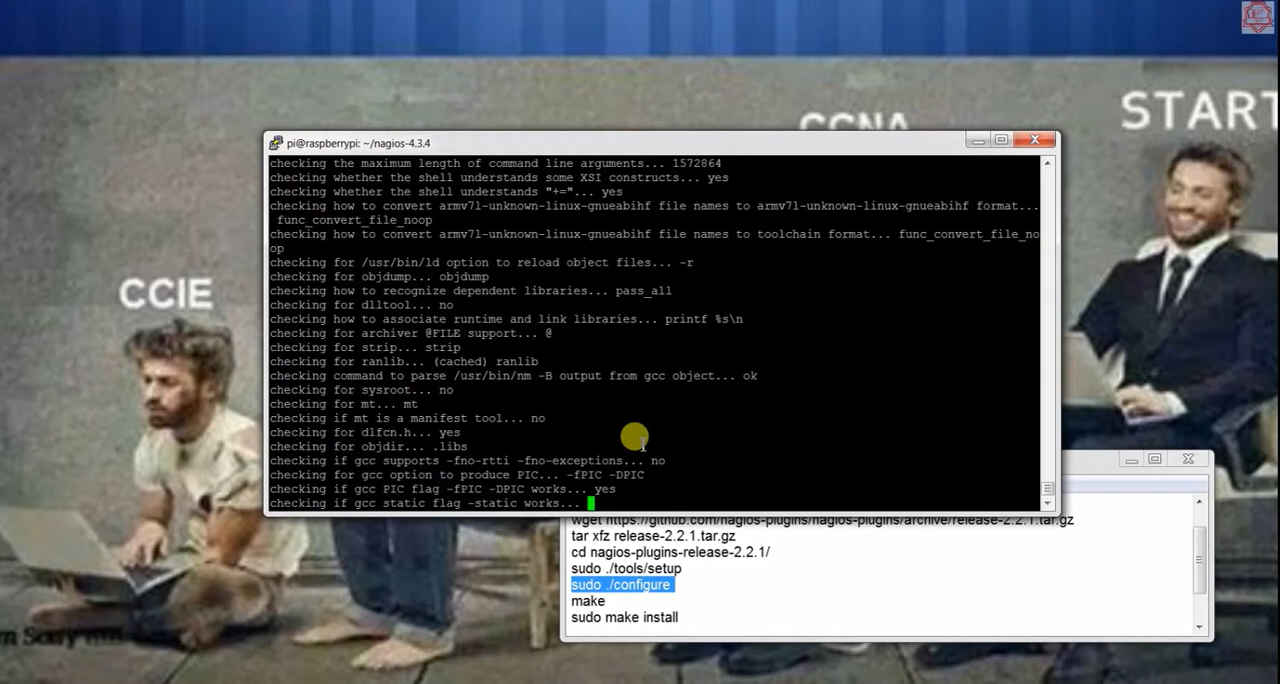 CCNA
START
CCIE
pi@raspberrypi: ~/nagios-4.3.4
checking the maximum length of command line arguments... 1572864
checking whether the shell understands some XSI constructs... yes
checking whether the shell understands "+="... yes
checking how to convert armv7l-unknown-linux-gnueabihf file names to armv7l-unknown-linux-gnueabihf format...
func_convert_file_noop
checking how to convert armv7l-unknown-linux-gnueabihf file names to toolchain format... func_convert_file_no
op
checking for /usr/bin/ld option to reload object files... -r
checking for objdump... objdump
checking how to recognize dependent libraries... pass_all
checking for dlltool... no
checking how to associate runtime and link libraries... printf %s\n
checking for archiver @FILE support... @
checking for strip... strip
checking for ranlib... (cached) ranlib
checking command to parse /usr/bin/nm -B output from gcc object... ok
checking for sysroot... no
checking for mt... mt
checking if mt is a manifest tool... no
checking for dlfcn.h... yes
checking for objdir... .libs
checking if gcc supports -fno-rtti -fno-exceptions... no
checking for gcc option to produce PIC... -fPIC -DPIC
checking if gcc PIC flag -fPIC -DPIC works... yes
checking if gcc static flag -static works...
wget https://github.com/nagios-plugins/nagios-plugins/archive/release-2.2.1.tar.gz
tar xfz release-2.2.1.tar.gz
cd nagios-plugins-release-2.2.1/
sudo ./tools/setup
sudo ./configure
make
sudo make install